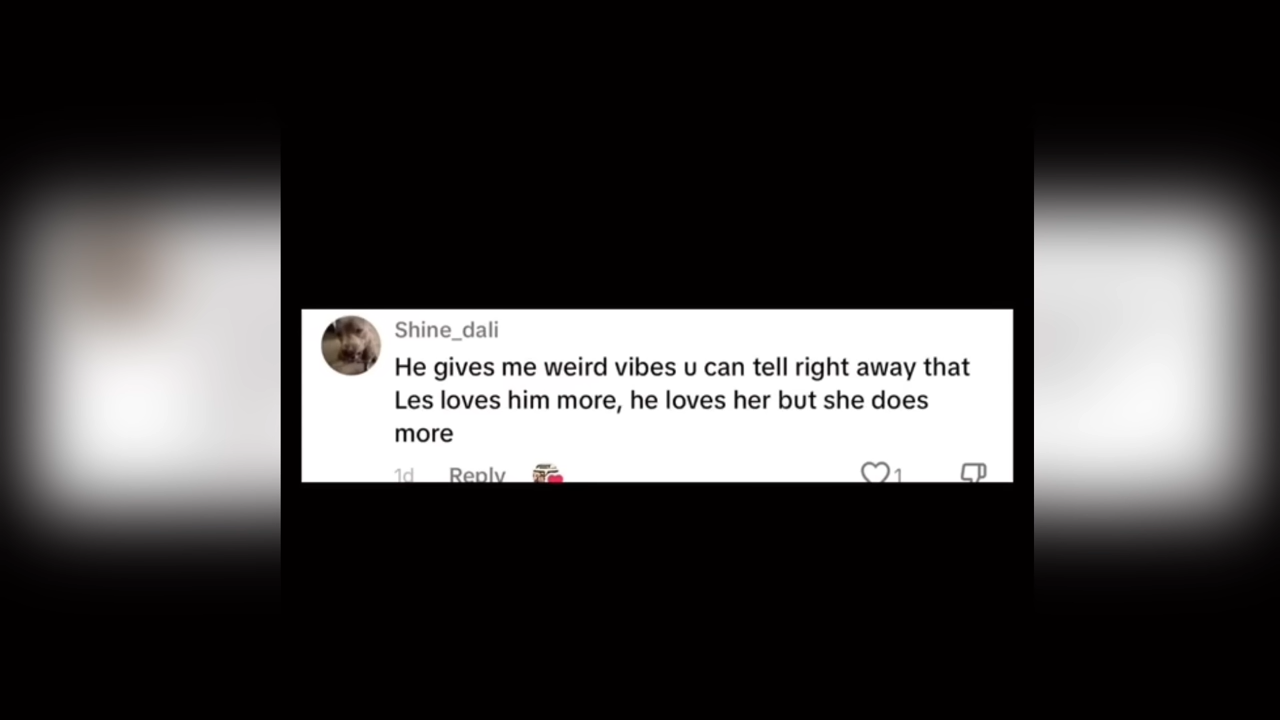 Shine_dali
He gives me weird vibes u can tell right away that
Les loves him more, he loves her but she does
more
1d Reply 1